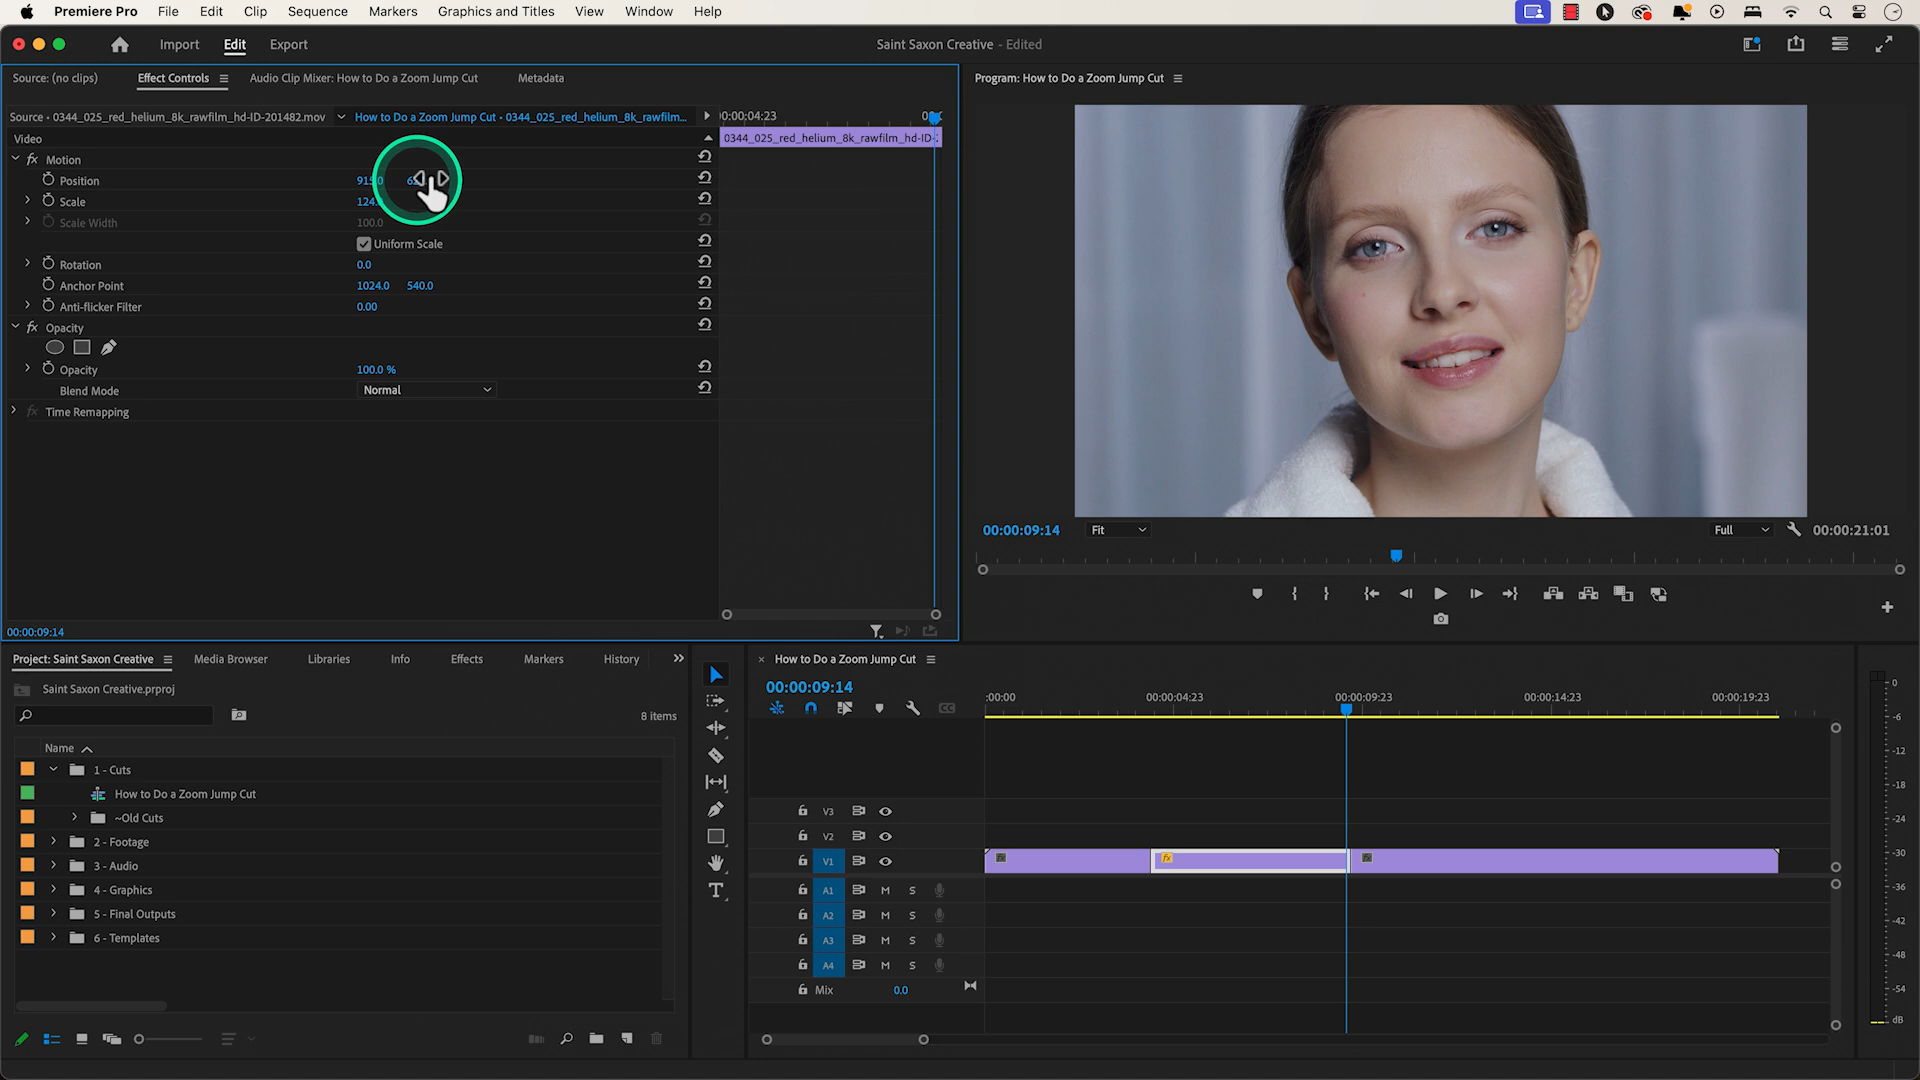 Premiere Pro File Edit Clip Sequence Markers Graphics and Titles View Window Help
Import Edit Export Saint Saxon Creative - Edited
Source: (no clips) Effect Controls Audio Clip Mixer: How to Do a Zoom Jump Cut Metadata
Source • 0344_025_red_helium_8k_rawfilm_hd-ID-201482.mov How to Do a Zoom Jump Cut • 0344_025_red_helium_8k_rawfilm...
:00:00:04:23
0344_025_red_helium_8k_rawfilm_hd-ID-
Video
fx Motion
Position
Scale
Scale Width 100.0
Uniform Scale
Rotation 0.0
Anchor Point 1024.0 540.0
Anti-flicker Filter 0.00
fx Opacity
Opacity 100.0 %
Blend Mode Normal
fx Time Remapping
00:00:09:14
Program: How to Do a Zoom Jump Cut
00:00:09:14 Fit Full 00:00:21:01
Project: Saint Saxon Creative Media Browser Libraries Info Effects Markers History
Saint Saxon Creative.prproj
8 items
Name
1 - Cuts
How to Do a Zoom Jump Cut
~Old Cuts
2 - Footage
3 - Audio
4 - Graphics
5 - Final Outputs
6 - Templates
× How to Do a Zoom Jump Cut
00:00:09:14
:00:00 00:00:04:23 00:00:09:23 00:00:14:23 00:00:19:23
CC
V3
V2
V1 fx fx fx
A1 M S
A2 M S
A3 M S
A4 M S
Mix 0.0
0
-6
-12
-18
-24
-30
-36
-42
-48
-54
dB